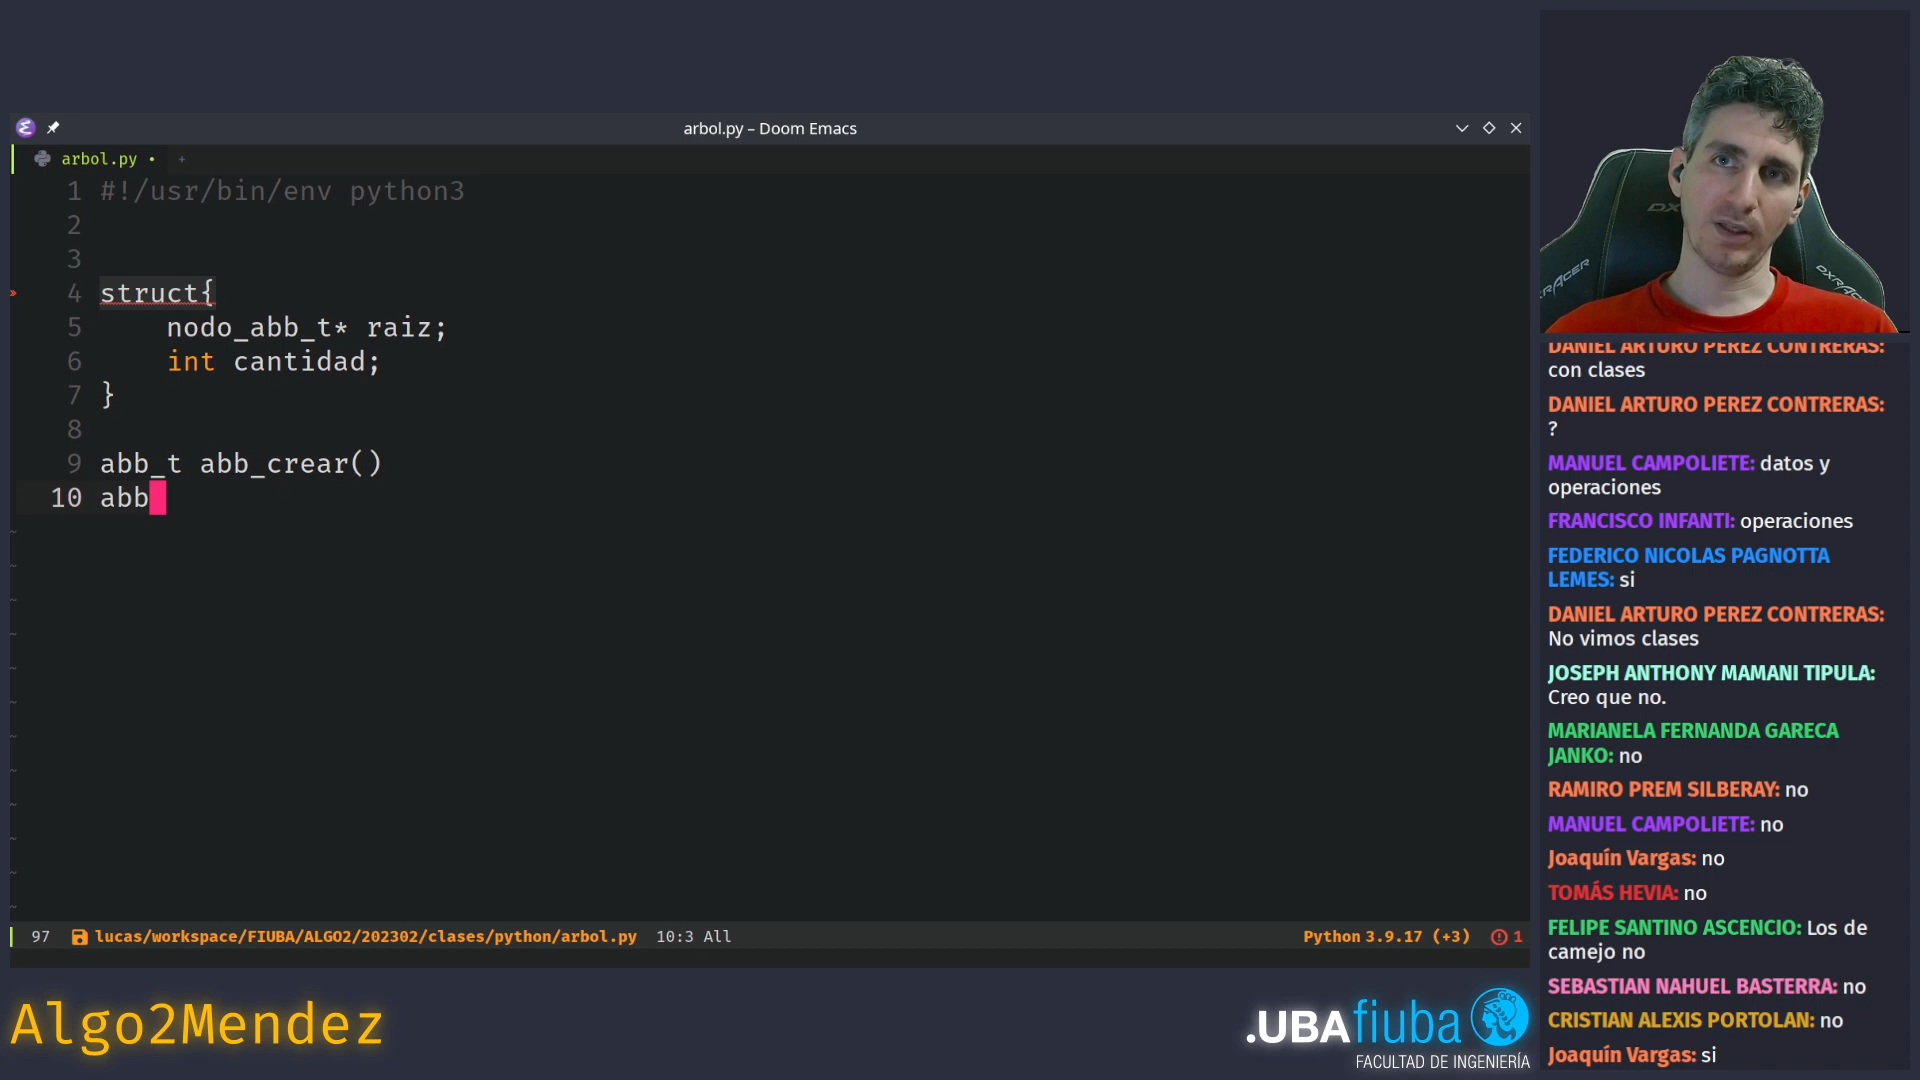 arbol.py – Doom Emacs
arbol.py • +
1 #!/usr/bin/env python3
2
3
4 struct{
5 nodo_abb_t* raiz;
6 int cantidad;
7 }
8
9 abb_t abb_crear()
10 abb
~
~
~
~
~
~
~
~
~
~
~
~
97 lucas/workspace/FIUBA/ALGO2/202302/clases/python/arbol.py 10:3 All Python 3.9.17 (+3) 1
Algo2Mendez
.UBAfiuba
FACULTAD DE INGENIERÍA
DXRACER
DXRACER
DANIEL ARTURO PEREZ CONTRERAS:
con clases
DANIEL ARTURO PEREZ CONTRERAS:
?
MANUEL CAMPOLIETE: datos y
operaciones
FRANCISCO INFANTI: operaciones
FEDERICO NICOLAS PAGNOTTA
LEMES: si
DANIEL ARTURO PEREZ CONTRERAS:
No vimos clases
JOSEPH ANTHONY MAMANI TIPULA:
Creo que no.
MARIANELA FERNANDA GARECA
JANKO: no
RAMIRO PREM SILBERAY: no
MANUEL CAMPOLIETE: no
Joaquín Vargas: no
TOMÁS HEVIA: no
FELIPE SANTINO ASCENCIO: Los de
camejo no
SEBASTIAN NAHUEL BASTERRA: no
CRISTIAN ALEXIS PORTOLAN: no
Joaquín Vargas: si